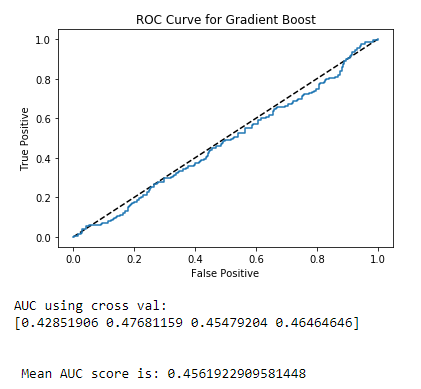 ROC Curve for Gradient Boost
1.0
0.8
0.6
0.4
0.2
0.0
True Positive
0.0 0.2 0.4 0.6 0.8 1.0
False Positive
AUC using cross val:
[0.42851906 0.47681159 0.45479204 0.46464646]
Mean AUC score is: 0.4561922909581448